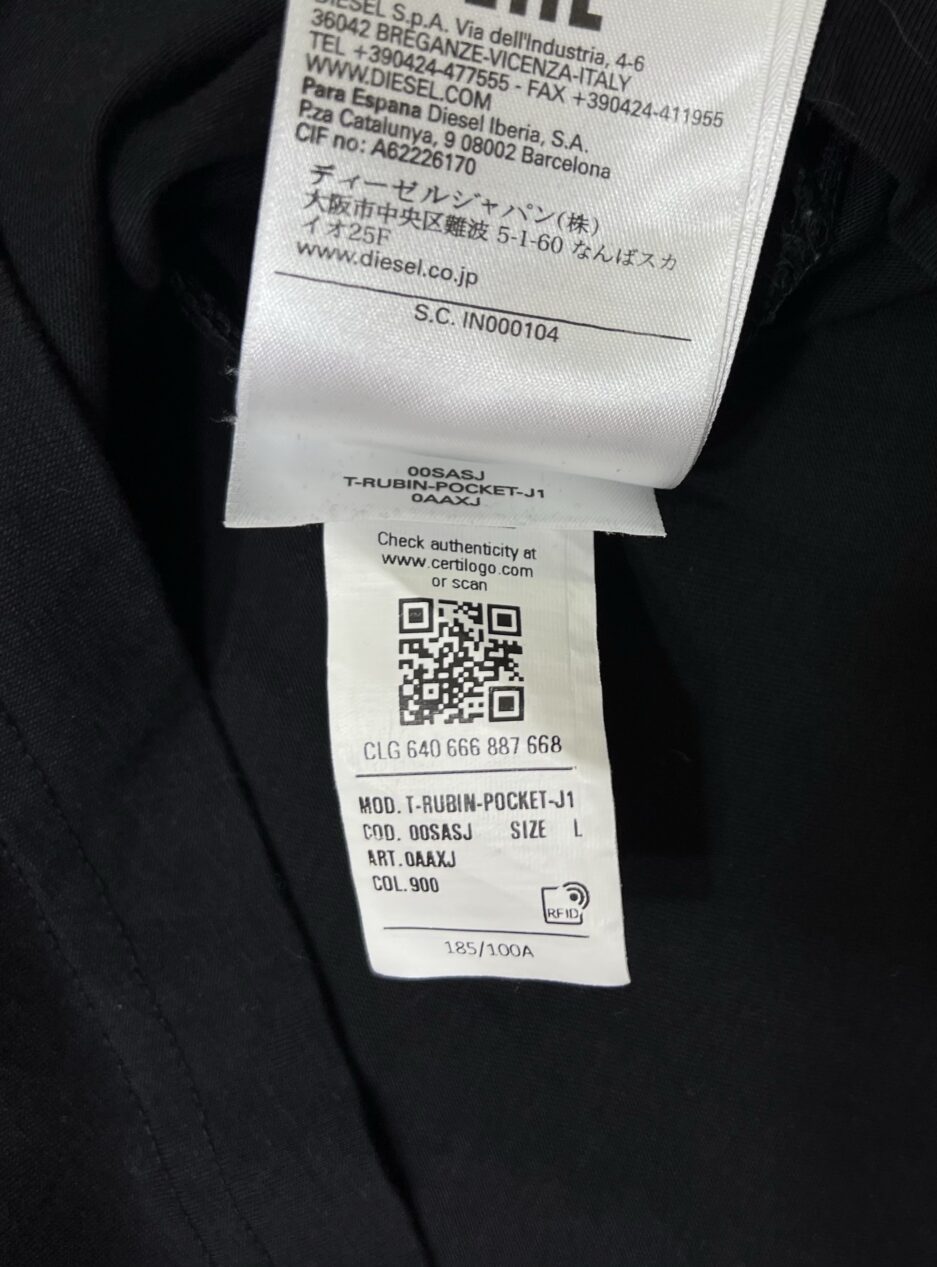 DIESEL S.p.A. Via dell'Industria, 4-6
36042 BREGANZE-VICENZA-ITALY
TEL +390424-477555 - FAX +390424-411955
WWW.DIESEL.COM
Para Espana Diesel Iberia, S.A.
P.za Catalunya, 9 08002 Barcelona
CIF no: A62226170
ディーゼルジャパン(株)
大阪市中央区難波 5-1-60 なんばスカ
イオ25F
www.diesel.co.jp
S.C. IN000104
00SASJ
T-RUBIN-POCKET-J1
0AAXJ
Check authenticity at
www.certilogo.com
or scan
CLG 640 666 887 668
MOD. T-RUBIN-POCKET-J1
COD. 00SASJ SIZE L
ART. 0AAXJ
COL. 900
RFID
185/100A